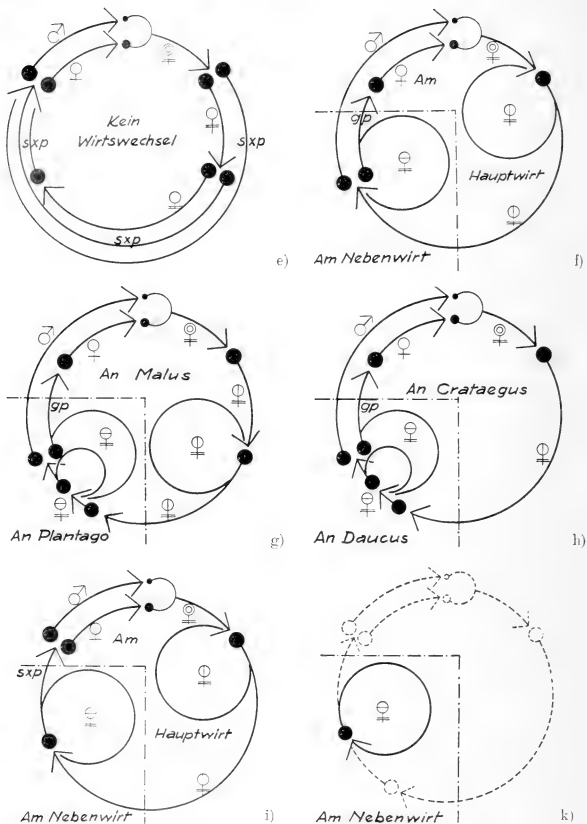 ♂
♀
Kein
Wirtswechsel
sxp
sxp
♀
♀
sxp
e)
♂
♀
Am
gp
Hauptwirt
Am Nebenwirt
f)
♂
♀
An Malus
gp
An Plantago
g)
♂
♀
An Crataegus
gp
An Daucus
h)
♂
♀
Am
sxp
Hauptwirt
Am Nebenwirt
i)
Am Nebenwirt
k)